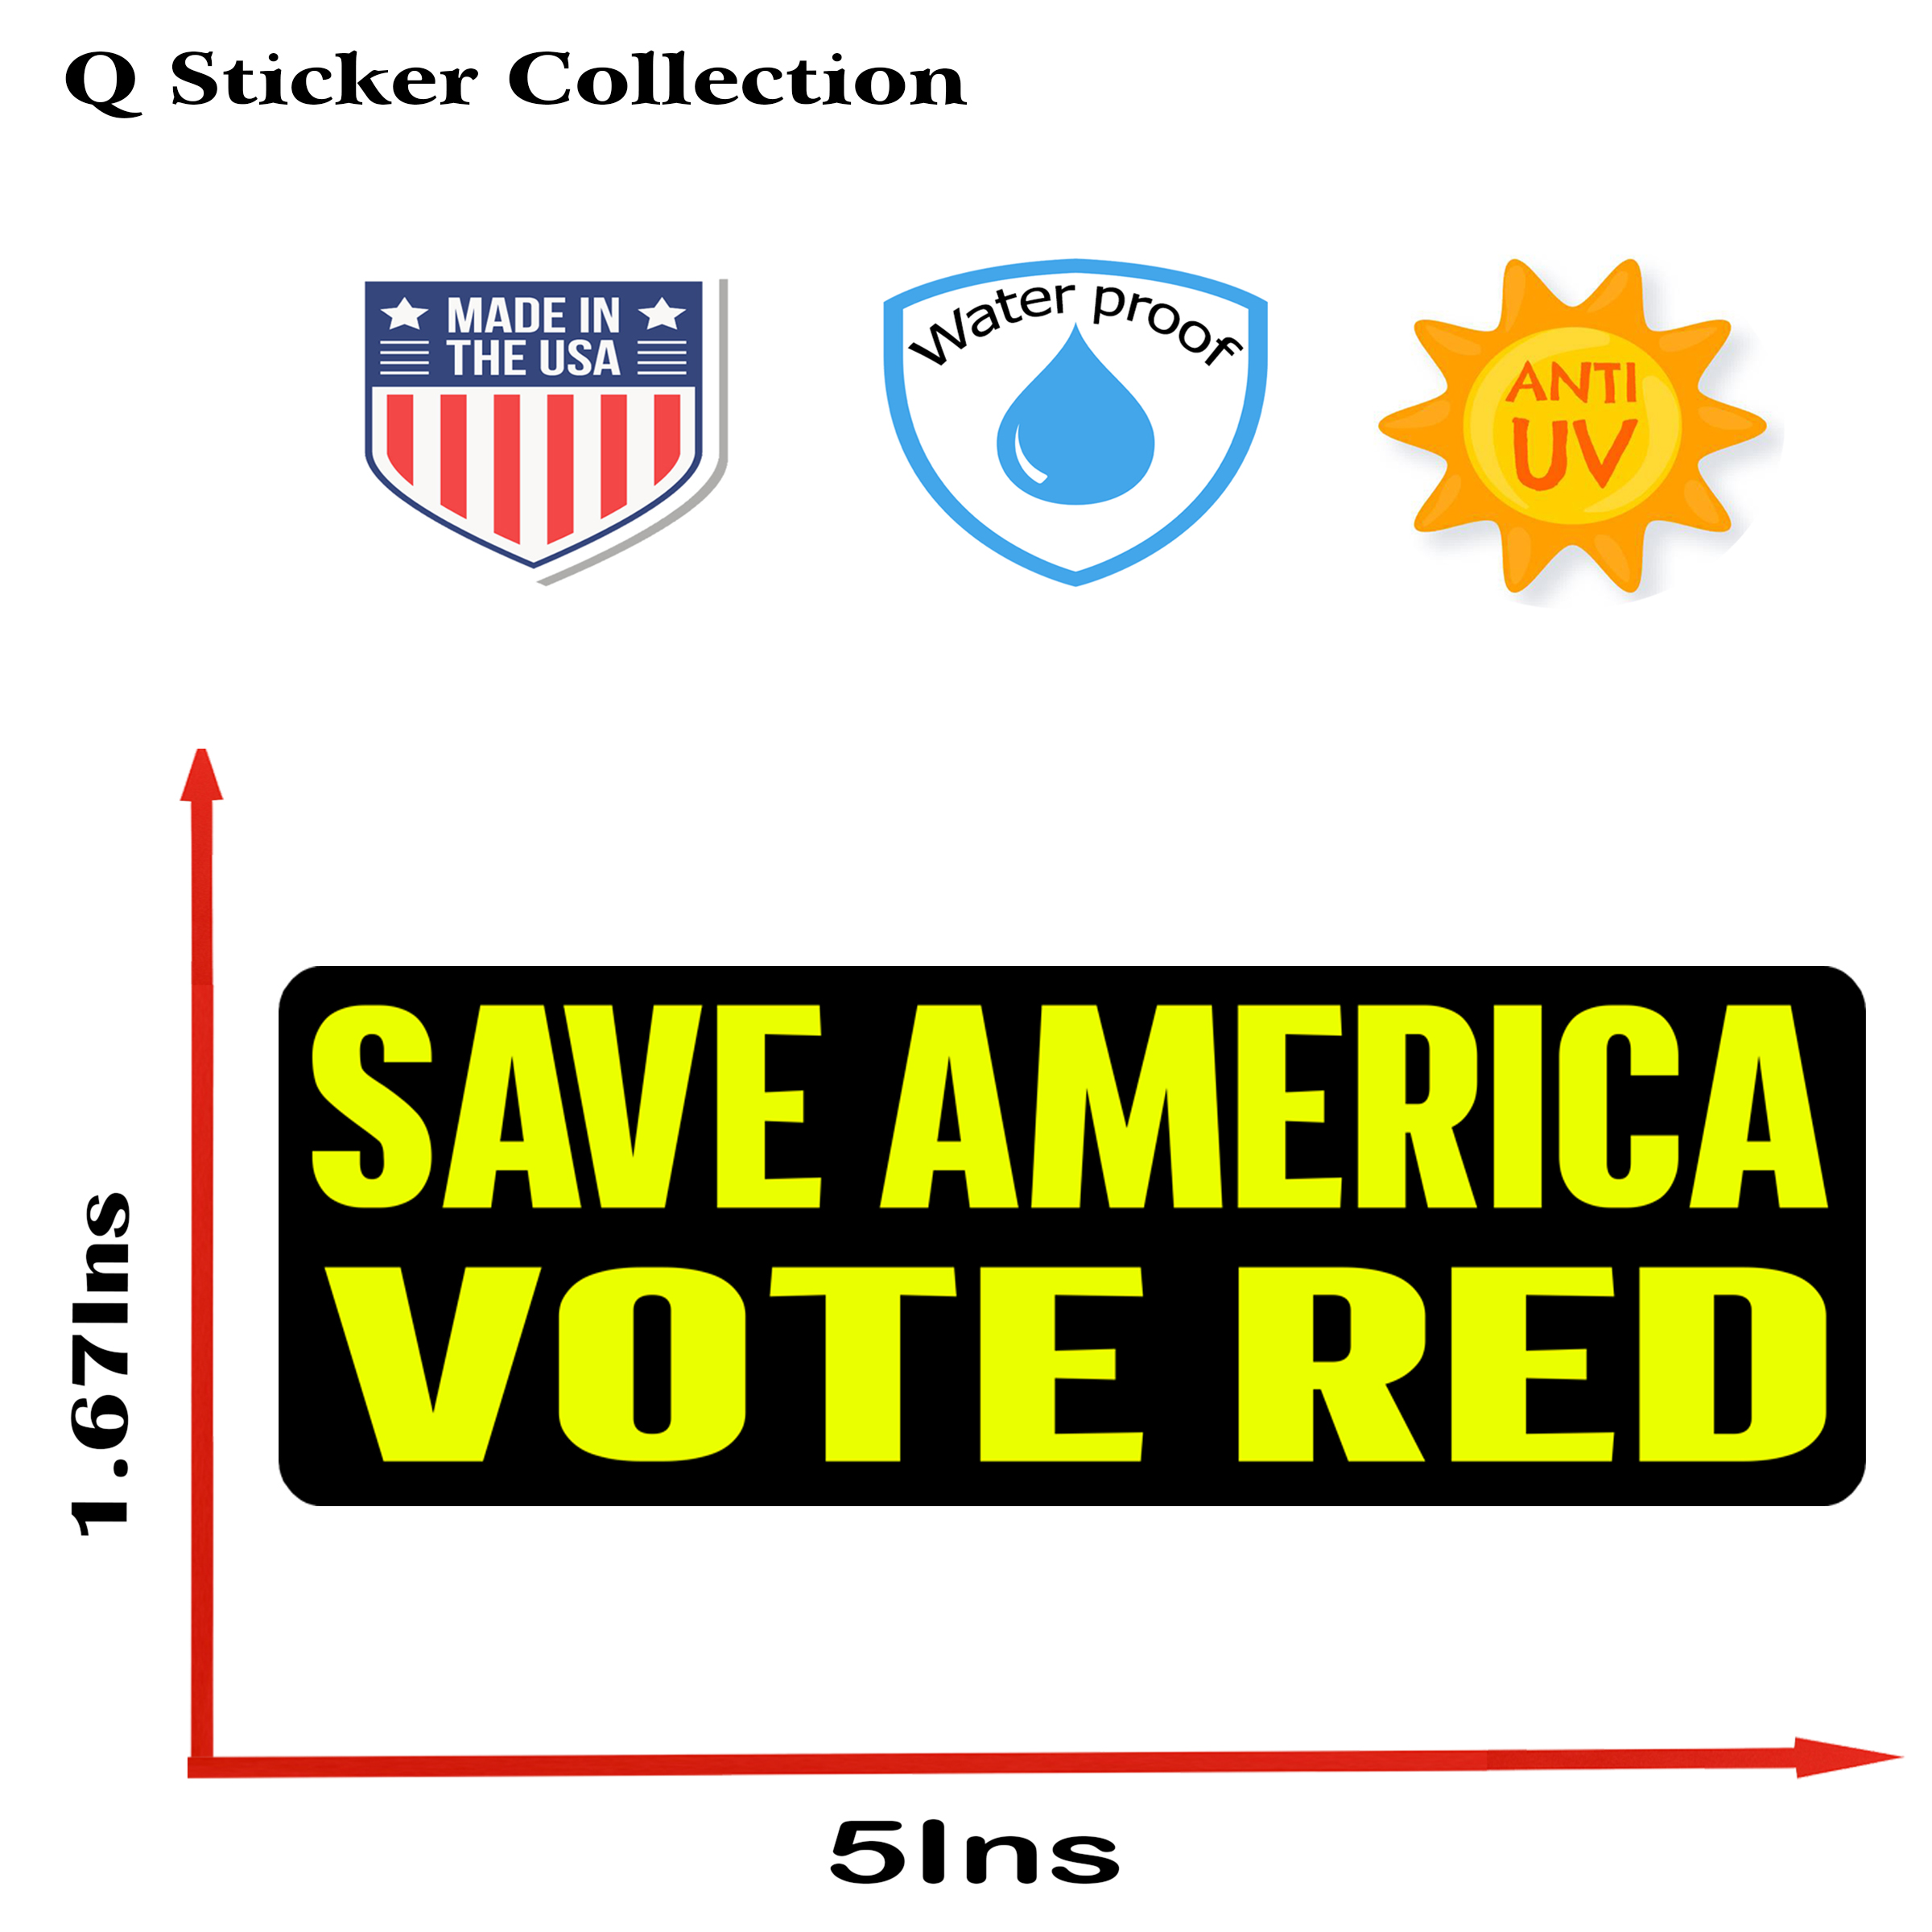 Q Sticker Collection
MADE IN
THE USA
Water proof
ANTI
UV
SAVE AMERICA
VOTE RED
1.67Ins
5Ins